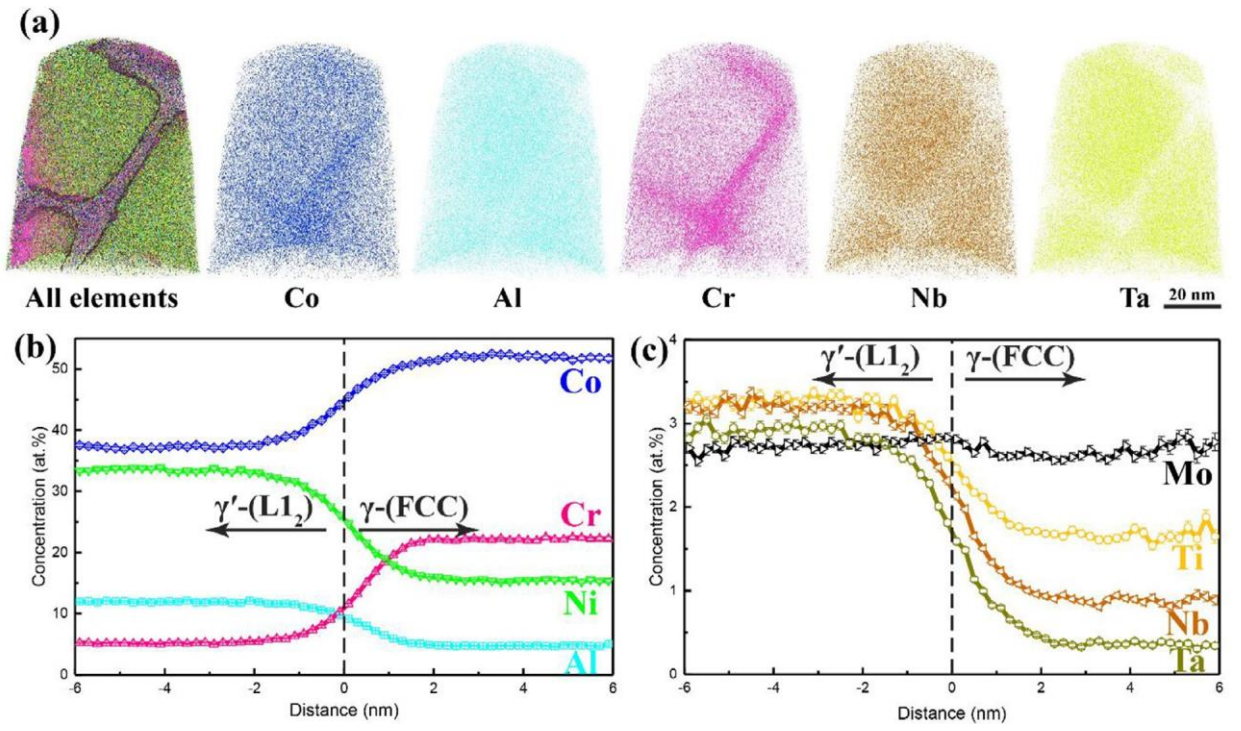 (a)
All elements Co Al Cr Nb Ta 20 nm
(b)
Concentration (at.%)
50
40
30
20
10
0
-6 -4 -2 0 2 4 6
Distance (nm)
γ′-(L1₂) γ-(FCC)
Co
Cr
Ni
Al
(c)
Concentration (at.%)
4
3
2
1
0
-6 -4 -2 0 2 4 6
Distance (nm)
γ′-(L1₂) γ-(FCC)
Mo
Ti
Nb
Ta